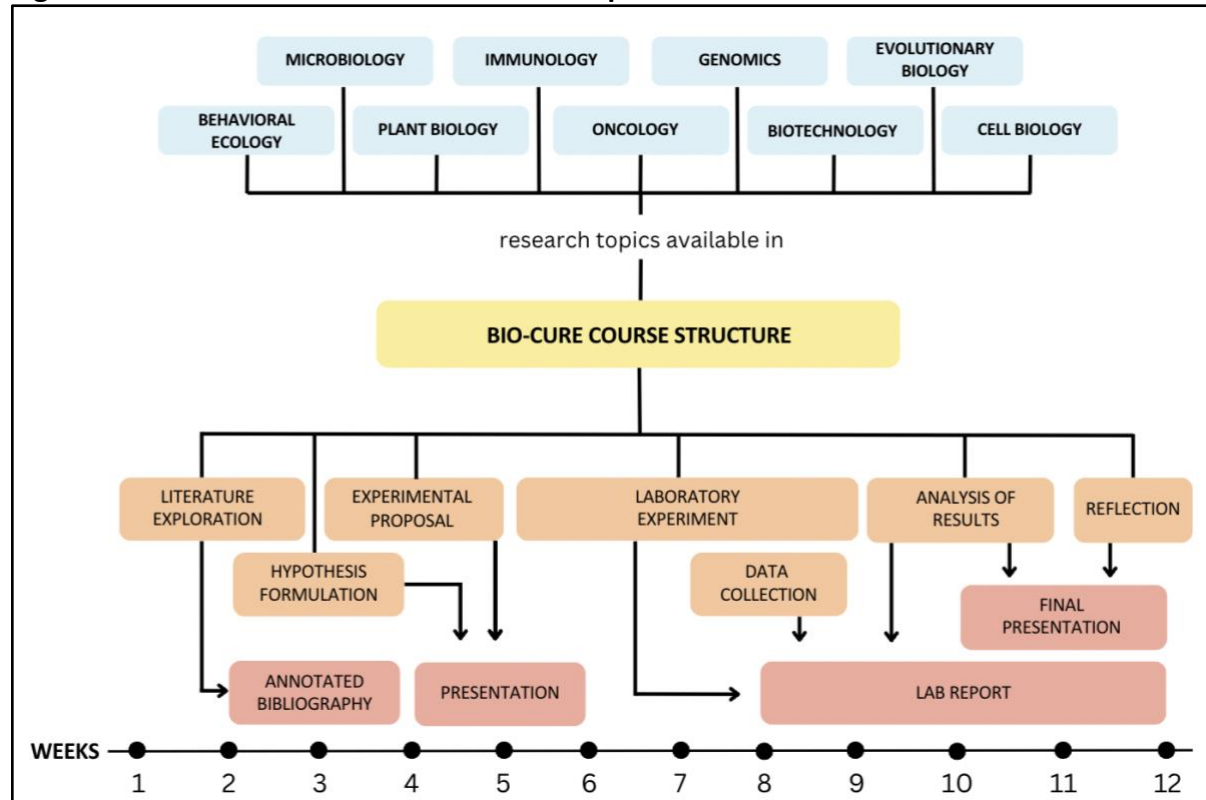 MICROBIOLOGY
IMMUNOLOGY
GENOMICS
EVOLUTIONARY
BIOLOGY
BEHAVIORAL
ECOLOGY
PLANT BIOLOGY
ONCOLOGY
BIOTECHNOLOGY
CELL BIOLOGY
research topics available in
BIO-CURE COURSE STRUCTURE
LITERATURE
EXPLORATION
EXPERIMENTAL
PROPOSAL
LABORATORY
EXPERIMENT
ANALYSIS OF
RESULTS
REFLECTION
HYPOTHESIS
FORMULATION
DATA
COLLECTION
FINAL
PRESENTATION
ANNOTATED
BIBLIOGRAPHY
PRESENTATION
LAB REPORT
WEEKS
1 2 3 4 5 6 7 8 9 10 11 12